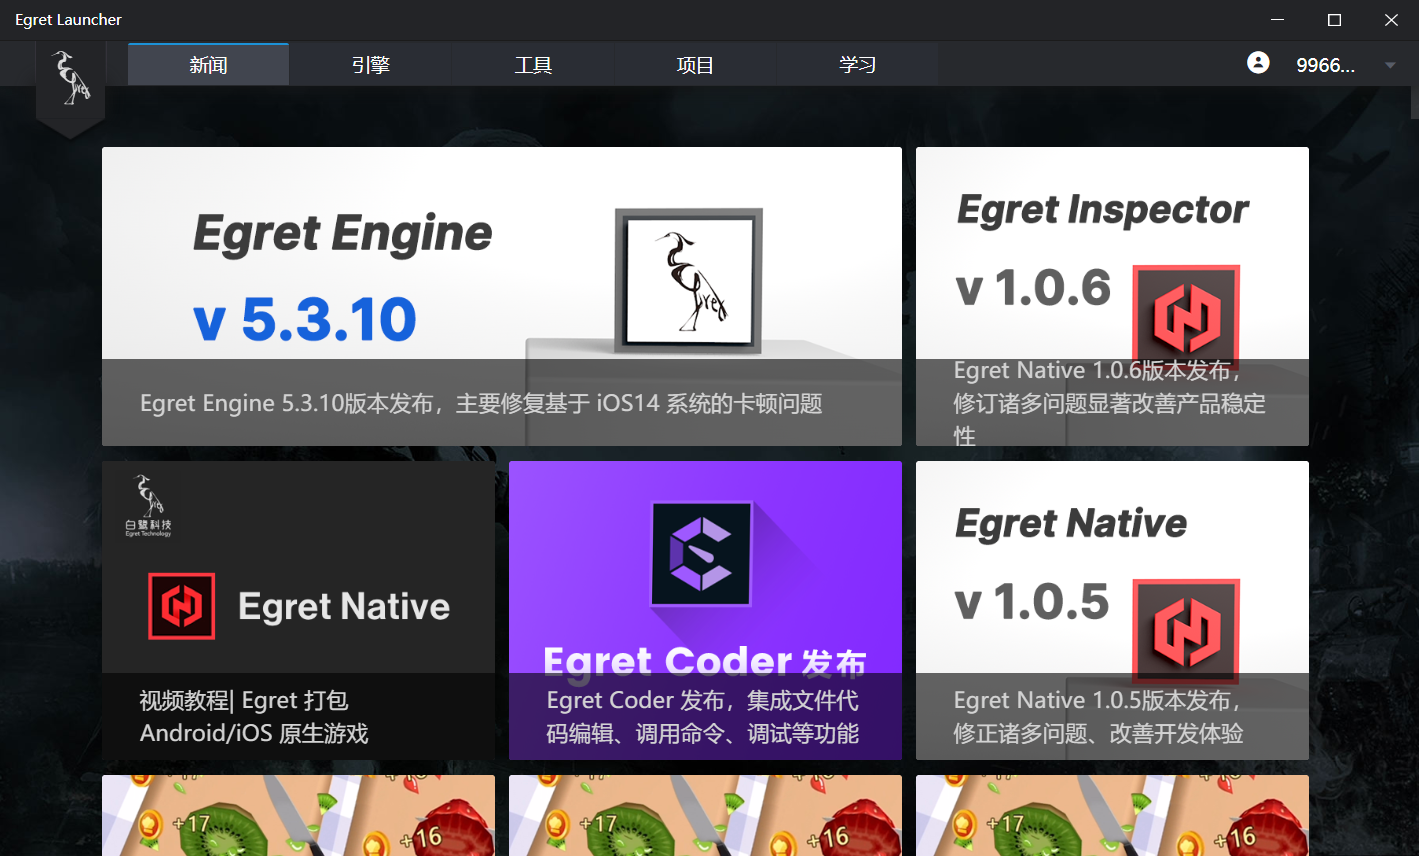 Egret Launcher
新闻
引擎
工具
项目
学习
9966...
Egret Engine
v 5.3.10
Egret Engine 5.3.10版本发布，主要修复基于 iOS14 系统的卡顿问题
Egret Inspector
v 1.0.6
Egret Native 1.0.6版本发布，
修订诸多问题显著改善产品稳定
性
白鹭科技
Egret Technology
Egret Native
视频教程| Egret 打包
Android/iOS 原生游戏
Egret Coder 发布
Egret Coder 发布，集成文件代
码编辑、调用命令、调试等功能
Egret Native
v 1.0.5
Egret Native 1.0.5版本发布，
修正诸多问题、改善开发体验
+17
+16
+17
+16
+17
+16